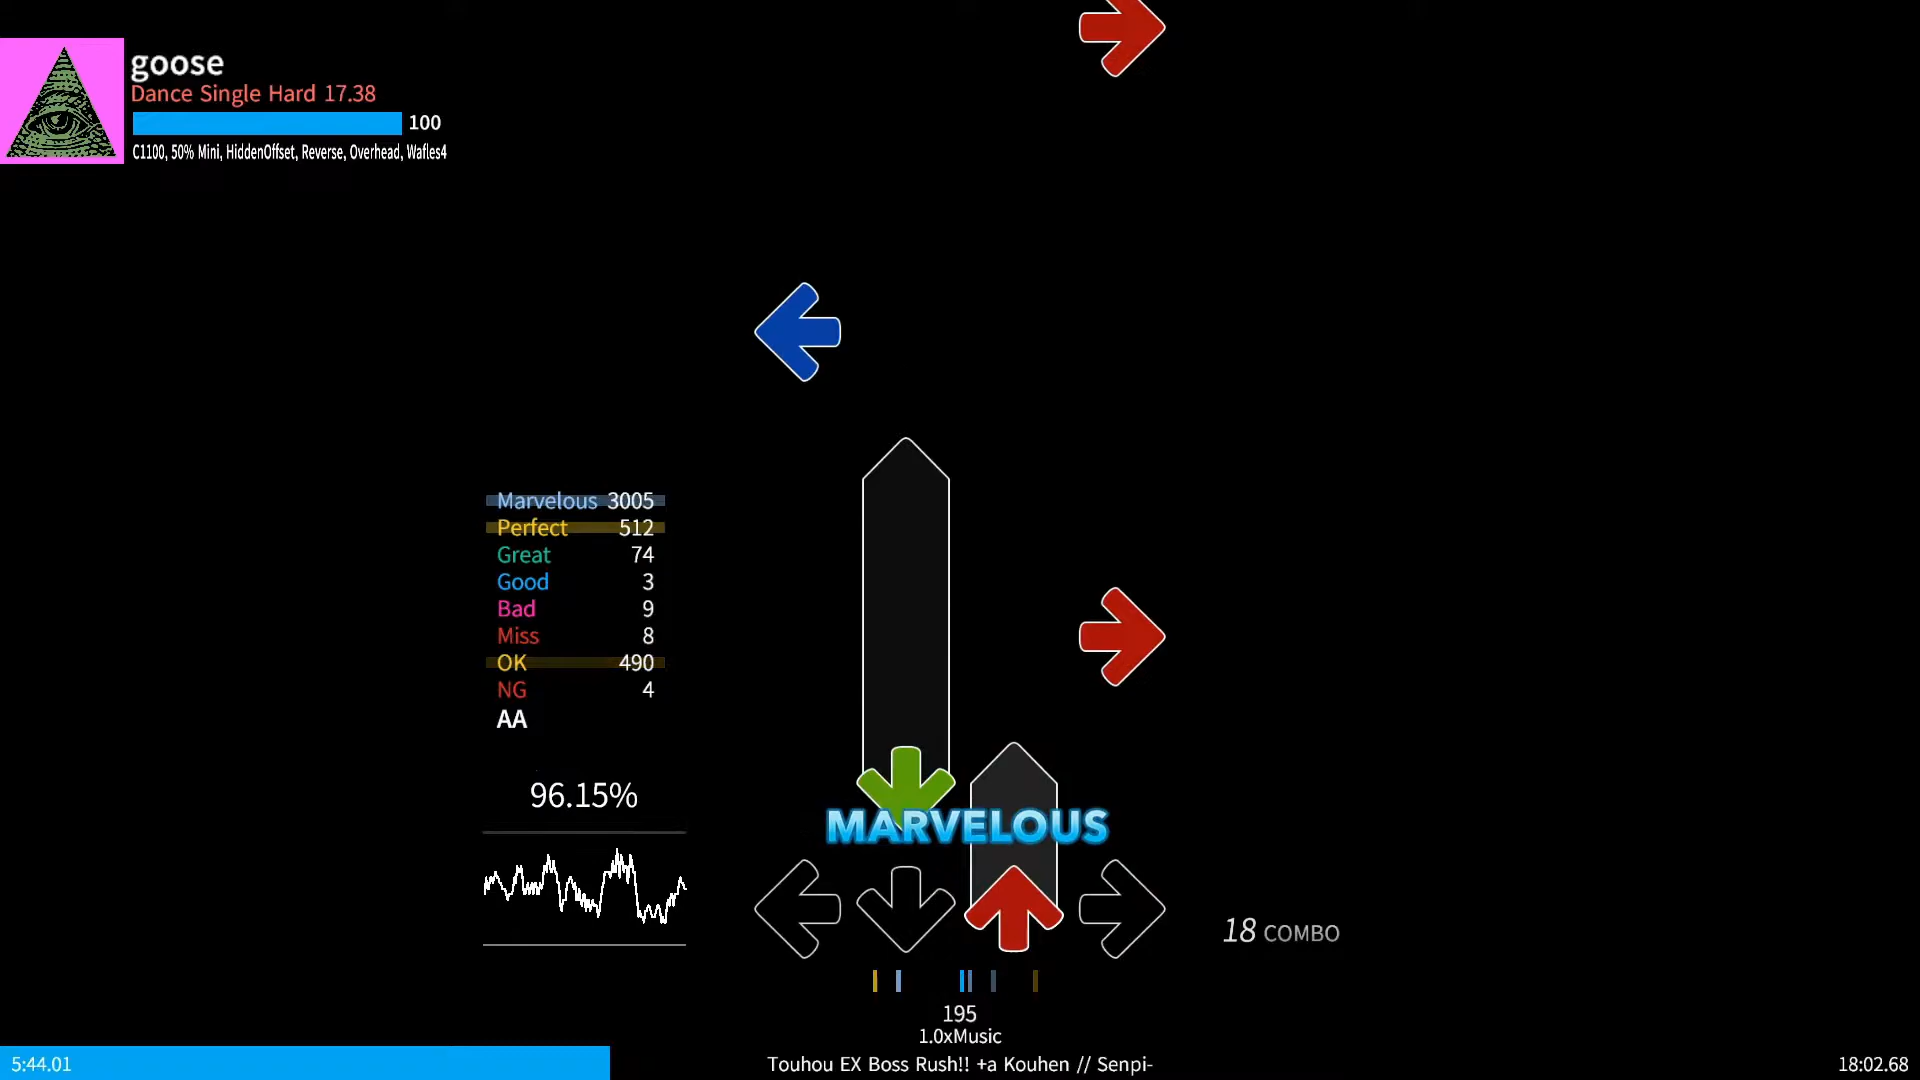 goose
Dance Single Hard 17.38
100
C1100, 50% Mini, HiddenOffset, Reverse, Overhead, Wafles4
Marvelous 3005
Perfect 512
Great 74
Good 3
Bad 9
Miss 8
OK 490
NG 4
AA
96.15%
MARVELOUS
18 COMBO
195
1.0xMusic
5:44.01
Touhou EX Boss Rush!! +a Kouhen // Senpi-
18:02.68